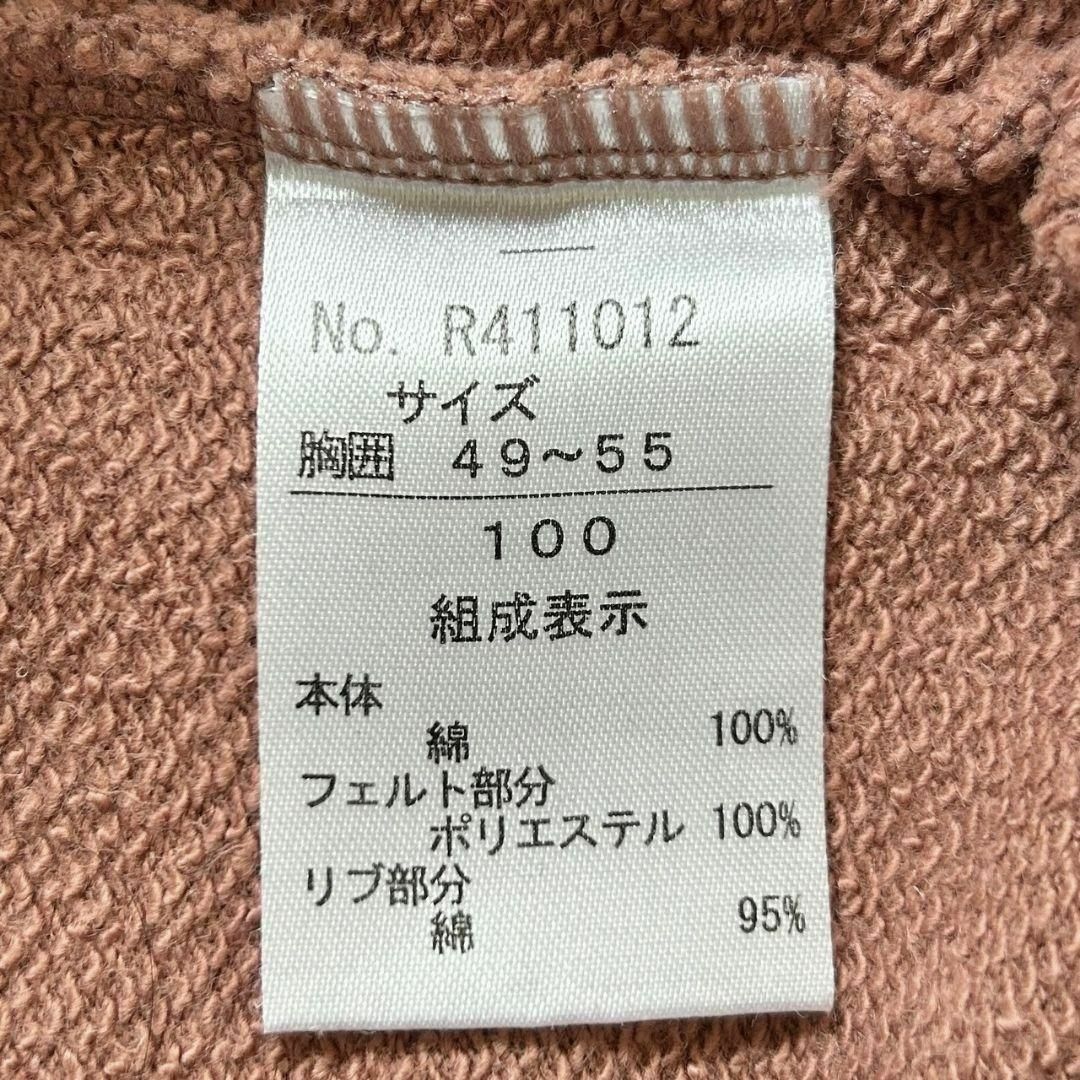 No. R411012
サイズ
胸囲 49～55
100
組成表示
本体
綿 100%
フェルト部分
ポリエステル 100%
リブ部分
綿 95%